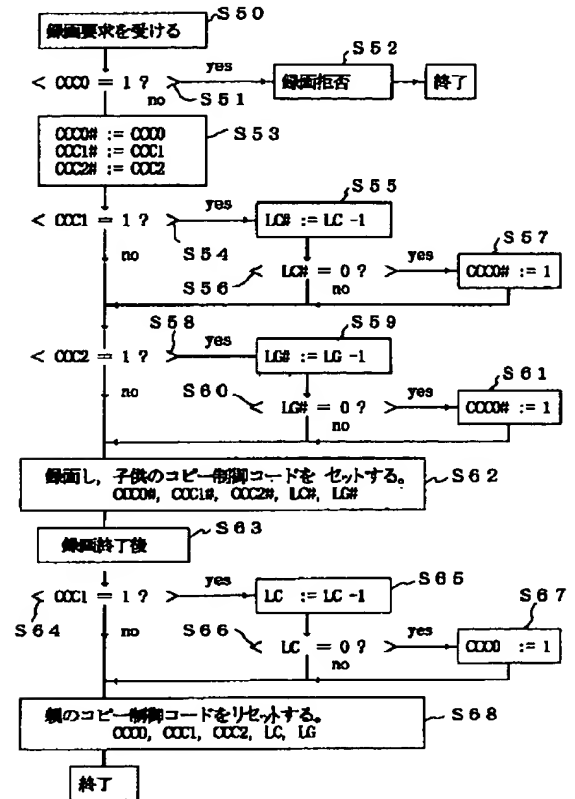 S50
録画要求を受ける
yes
S52
< CCC0 = 1 ? >
録画拒否
終了
no
S51
S53
CCC0# := CCC0
CCC1# := CCC1
CCC2# := CCC2
S55
yes
< CCC1 = 1 ? >
LC# := LC -1
S57
no
S54
yes
< LC# = 0 ? >
CCC0# := 1
S56
no
S58
S59
yes
< CCC2 = 1 ? >
LG# := LG -1
S61
no
S60
yes
< LG# = 0 ? >
CCC0# := 1
no
録画し，子供のコピー制御コードを セットする。
S62
CCC0#, CCC1#, CCC2#, LC#, LG#
S63
録画終了後
yes
S65
< CCC1 = 1 ? >
LC := LC -1
S67
S64
no
S66
yes
< LC = 0 ? >
CCC0 := 1
no
親のコピー制御コードをリセットする。
S68
CCC0, CCC1, CCC2, LC, LG
終了